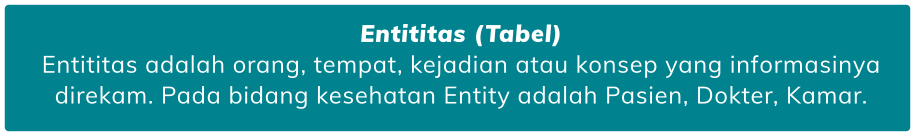 Entititas (Tabel)
Entititas adalah orang, tempat, kejadian atau konsep yang informasinya
direkam. Pada bidang kesehatan Entity adalah Pasien, Dokter, Kamar.